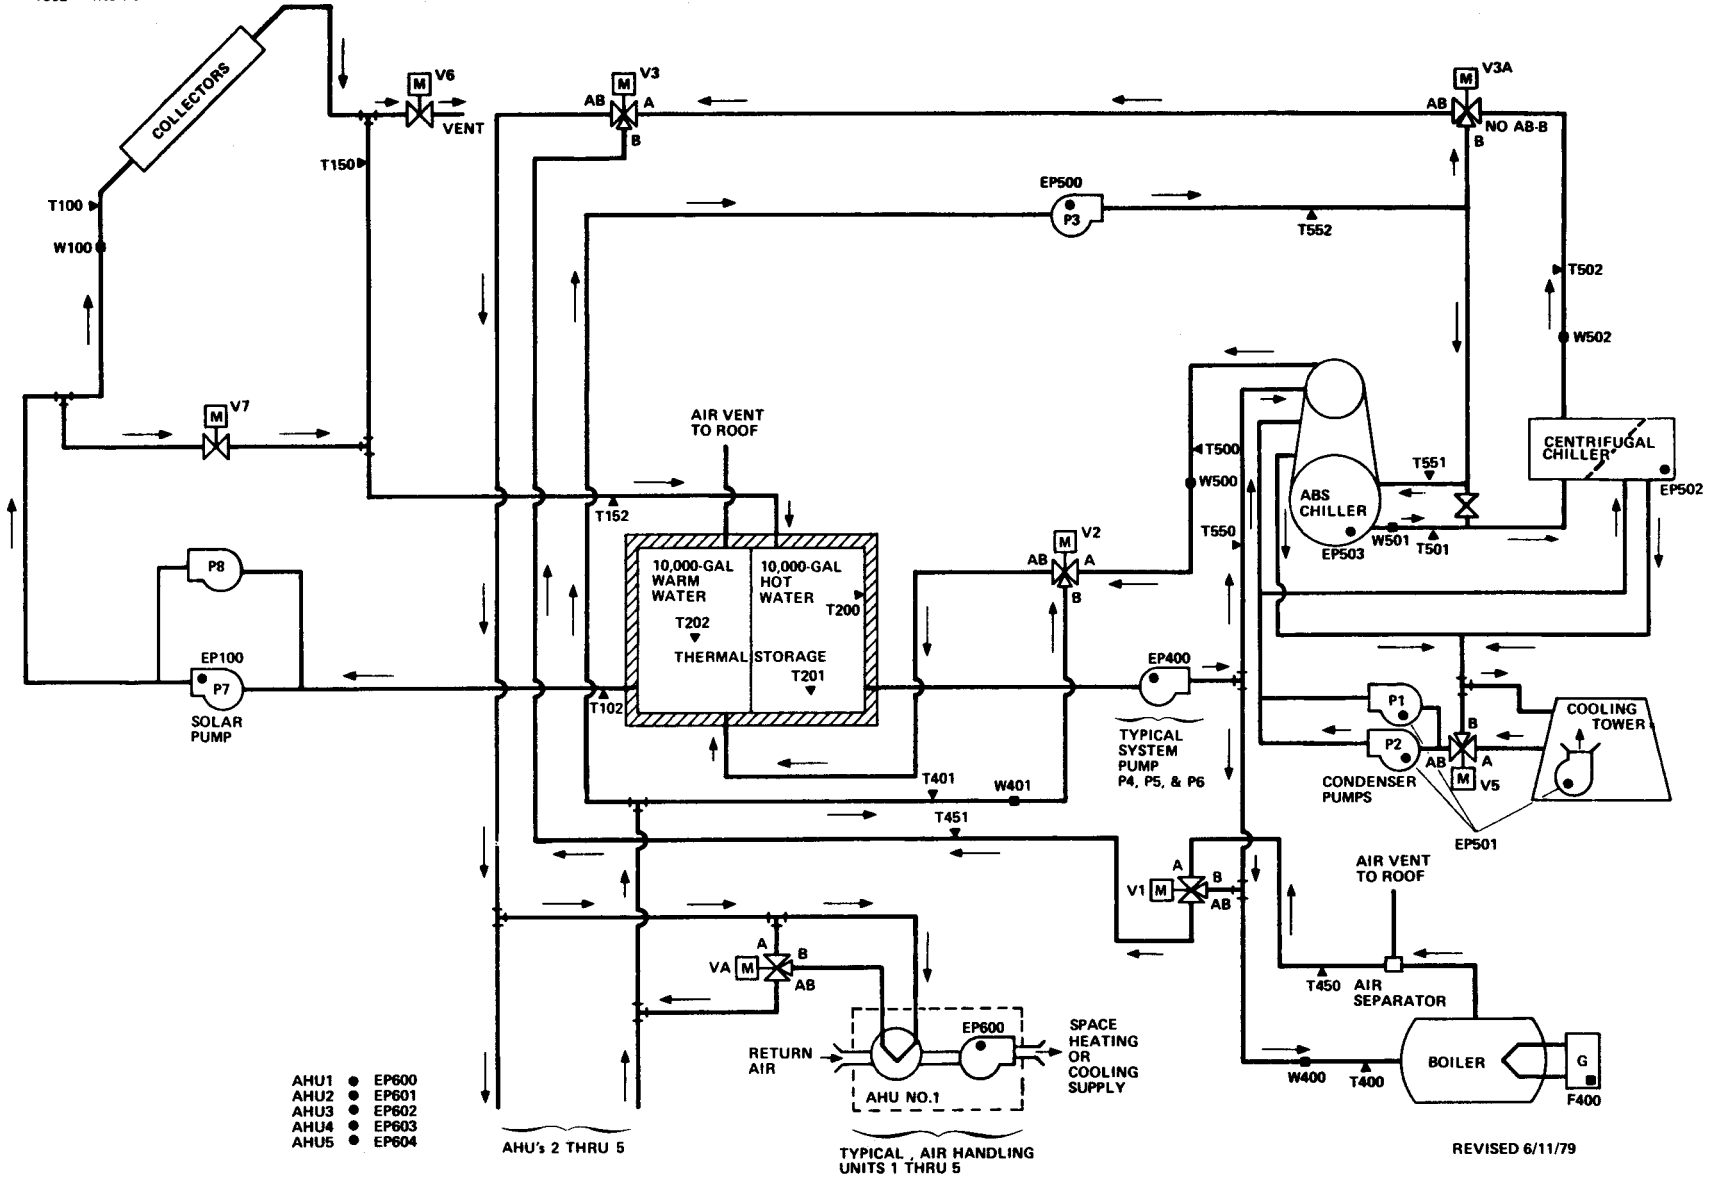 COLLECTORS
M V6
VENT
T150
T100
W100
M V7
M V3
AB A
B
M V3A
AB
NO AB-B
B
EP500
P3
T552
T502
W502
AIR VENT
TO ROOF
T152
T500
W500
T550
T551
ABS
CHILLER
EP503
W501
T501
CENTRIFUGAL
CHILLER
EP502
P8
EP100
P7
SOLAR
PUMP
T102
10,000-GAL
WARM
WATER
10,000-GAL
HOT
WATER
T200
T202
THERMAL STORAGE
T201
M V2
AB A
B
EP400
TYPICAL
SYSTEM
PUMP
P4, P5, & P6
P1
P2
CONDENSER
PUMPS
B
AB A
M V5
COOLING
TOWER
EP501
T401
W401
T451
A
V1 M B
AB
AIR VENT
TO ROOF
T450
AIR
SEPARATOR
BOILER
G
F400
W400
T400
A
VA M B
AB
RETURN
AIR
EP600
AHU NO.1
SPACE
HEATING
OR
COOLING
SUPPLY
AHU1 ● EP600
AHU2 ● EP601
AHU3 ● EP602
AHU4 ● EP603
AHU5 ● EP604
AHU's 2 THRU 5
TYPICAL, AIR HANDLING
UNITS 1 THRU 5
REVISED 6/11/79